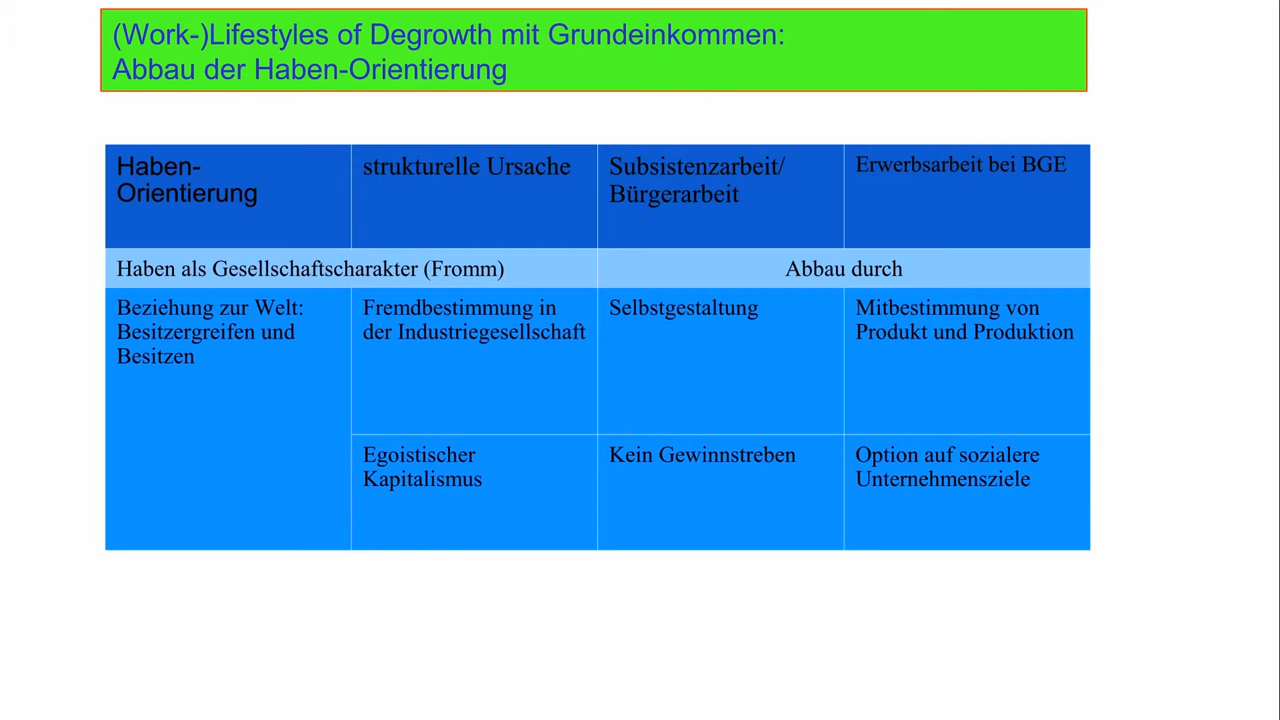 (Work-)Lifestyles of Degrowth mit Grundeinkommen:
Abbau der Haben-Orientierung
Haben-
Orientierung
strukturelle Ursache
Subsistenzarbeit/
Bürgerarbeit
Erwerbsarbeit bei BGE
Haben als Gesellschaftscharakter (Fromm)
Abbau durch
Beziehung zur Welt:
Besitzergreifen und
Besitzen
Fremdbestimmung in
der Industriegesellschaft
Selbstgestaltung
Mitbestimmung von
Produkt und Produktion
Egoistischer
Kapitalismus
Kein Gewinnstreben
Option auf sozialere
Unternehmensziele